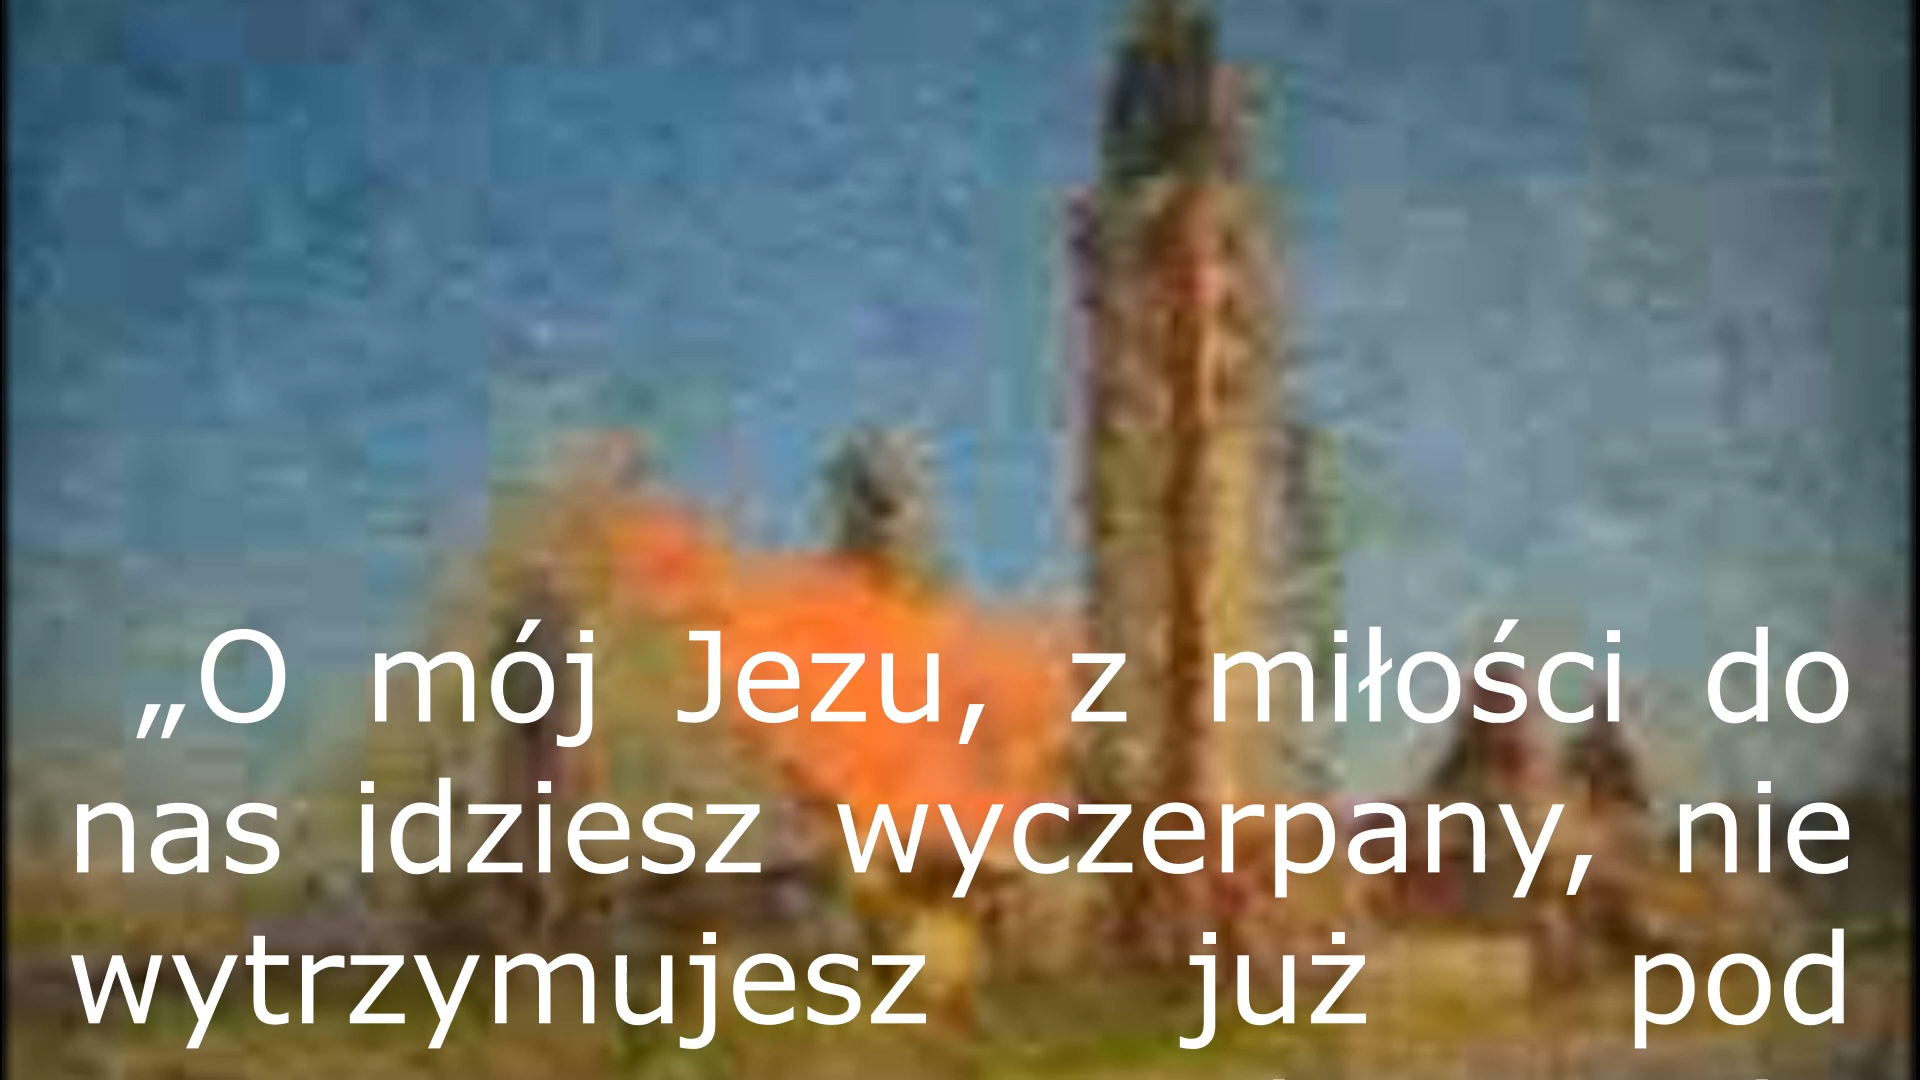 „O mój Jezu, z miłości do
nas idziesz wyczerpany, nie
wytrzymujesz już pod